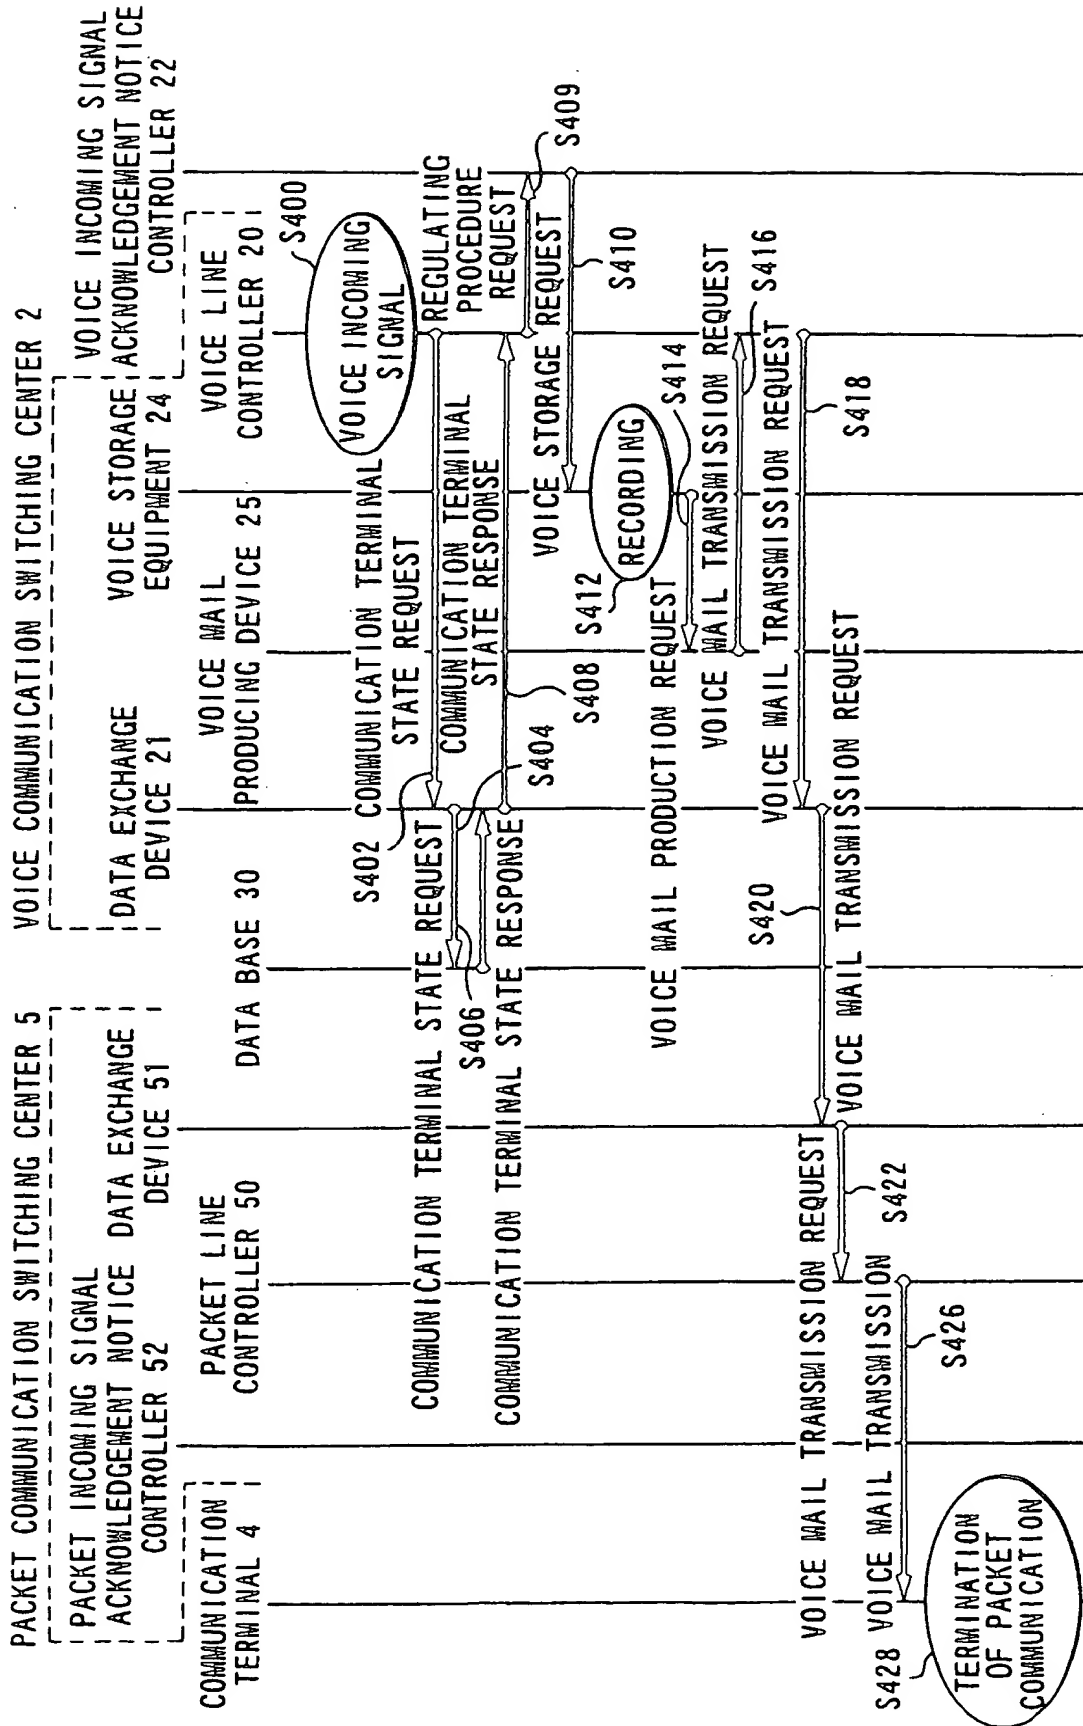 PACKET COMMUNICATION SWITCHING CENTER 5
VOICE COMMUNICATION SWITCHING CENTER 2
PACKET INCOMING SIGNAL
ACKNOWLEDGEMENT NOTICE
CONTROLLER 52
DATA EXCHANGE
DEVICE 51
DATA EXCHANGE
DEVICE 21
VOICE STORAGE
EQUIPMENT 24
VOICE INCOMING SIGNAL
ACKNOWLEDGEMENT NOTICE
CONTROLLER 22
COMMUNICATION
TERMINAL 4
PACKET LINE
CONTROLLER 50
DATA BASE 30
VOICE MAIL
PRODUCING DEVICE 25
VOICE LINE
CONTROLLER 20
S400
VOICE INCOMING
SIGNAL
COMMUNICATION TERMINAL
STATE REQUEST
S402
COMMUNICATION TERMINAL STATE REQUEST
S404
S406
COMMUNICATION TERMINAL STATE RESPONSE
COMMUNICATION TERMINAL
STATE RESPONSE
S408
REGULATING
PROCEDURE
REQUEST
S409
VOICE STORAGE REQUEST
S410
S412
RECORDING
VOICE MAIL PRODUCTION REQUEST
S414
VOICE MAIL TRANSMISSION REQUEST
S416
VOICE MAIL TRANSMISSION REQUEST
S418
S420
VOICE MAIL TRANSMISSION REQUEST
VOICE MAIL TRANSMISSION REQUEST
S422
VOICE MAIL TRANSMISSION
S426
S428
TERMINATION
OF PACKET
COMMUNICATION